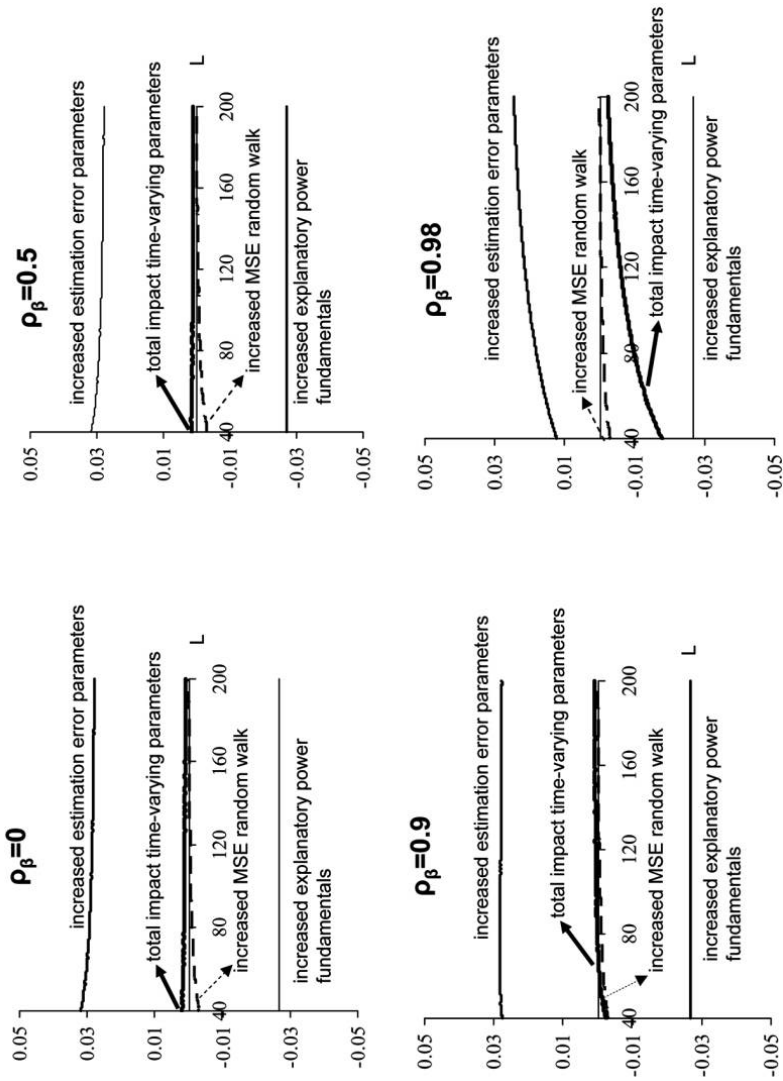 ρβ=0
0.05
0.03
0.01
-0.01
-0.03
-0.05
increased estimation error parameters
total impact time-varying parameters
40
80
120
160
200
L
increased MSE random walk
increased explanatory power
fundamentals
ρβ=0.5
0.05
0.03
0.01
-0.01
-0.03
-0.05
increased estimation error parameters
total impact time-varying parameters
40
80
120
160
200
L
increased MSE random walk
increased explanatory power
fundamentals
ρβ=0.9
0.05
0.03
0.01
-0.01
-0.03
-0.05
increased estimation error parameters
total impact time-varying parameters
40
80
120
160
200
L
increased MSE random walk
increased explanatory power
fundamentals
ρβ=0.98
0.05
0.03
0.01
-0.01
-0.03
-0.05
increased estimation error parameters
increased MSE random walk
40
80
120
160
200
L
total impact time-varying parameters
increased explanatory power
fundamentals